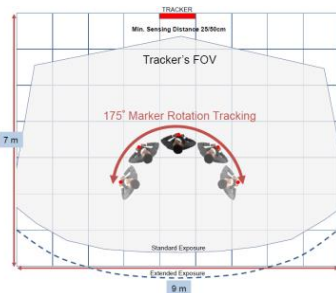 TRACKER
Min. Sensing Distance 25/50cm
Tracker's FOV
175° Marker Rotation Tracking
7 m
Standard Exposure
Extended Exposure
9 m